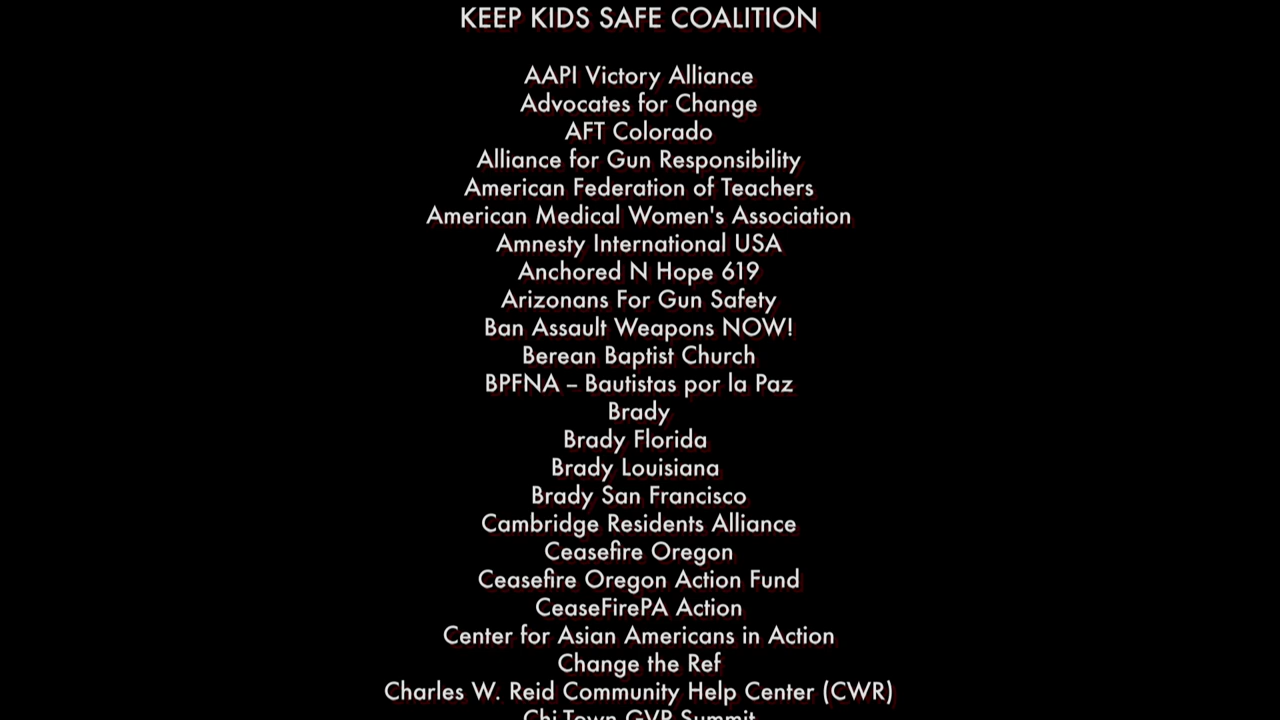 KEEP KIDS SAFE COALITION
AAPI Victory Alliance
Advocates for Change
AFT Colorado
Alliance for Gun Responsibility
American Federation of Teachers
American Medical Women's Association
Amnesty International USA
Anchored N Hope 619
Arizonans For Gun Safety
Ban Assault Weapons NOW!
Berean Baptist Church
BPFNA – Bautistas por la Paz
Brady
Brady Florida
Brady Louisiana
Brady San Francisco
Cambridge Residents Alliance
Ceasefire Oregon
Ceasefire Oregon Action Fund
CeaseFirePA Action
Center for Asian Americans in Action
Change the Ref
Charles W. Reid Community Help Center (CWR)
Chi Town GVP Summit